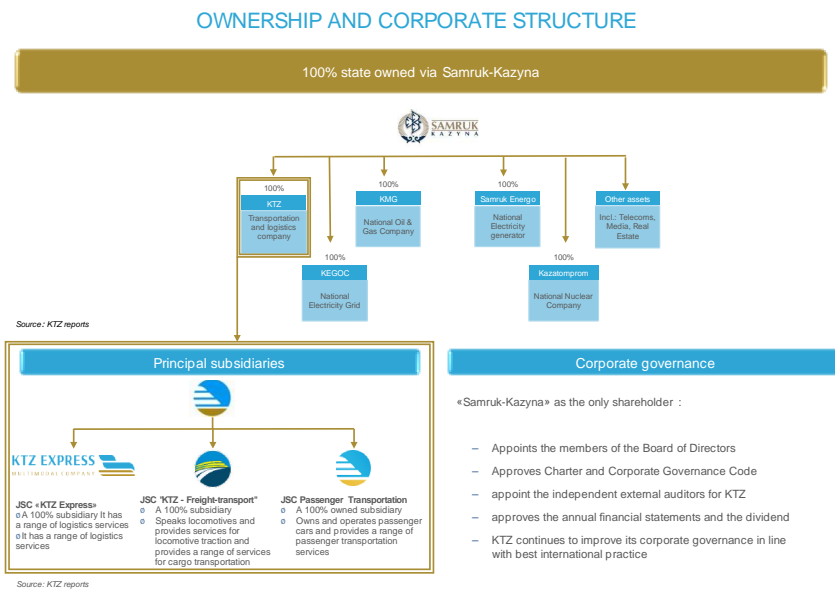 OWNERSHIP AND CORPORATE STRUCTURE
100% state owned via Samruk-Kazyna
SAMRUK
KAZYNA
100%
KTZ
Transportation
and logistics
company
100%
KMG
National Oil &
Gas Company
100%
Samruk Energo
National
Electricity
generator
Other assets
Incl.: Telecoms,
Media, Real
Estate
100%
KEGOC
National
Electricity Grid
100%
Kazatomprom
National Nuclear
Company
Source: KTZ reports
Principal subsidiaries
KTZ EXPRESS
MULTIMODAL COMPANY
JSC «KTZ Express»
ø A 100% subsidiary It has
a range of logistics services
ø It has a range of logistics
services
JSC "KTZ - Freight-transport"
ø A 100% subsidiary
ø Speaks locomotives and
provides services for
locomotive traction and
provides a range of services
for cargo transportation
JSC Passenger Transportation
ø A 100% owned subsidiary
ø Owns and operates passenger
cars and provides a range of
passenger transportation
services
Source: KTZ reports
Corporate governance
«Samruk-Kazyna» as the only shareholder :
– Appoints the members of the Board of Directors
– Approves Charter and Corporate Governance Code
– appoint the independent external auditors for KTZ
– approves the annual financial statements and the dividend
– KTZ continues to improve its corporate governance in line
with best international practice